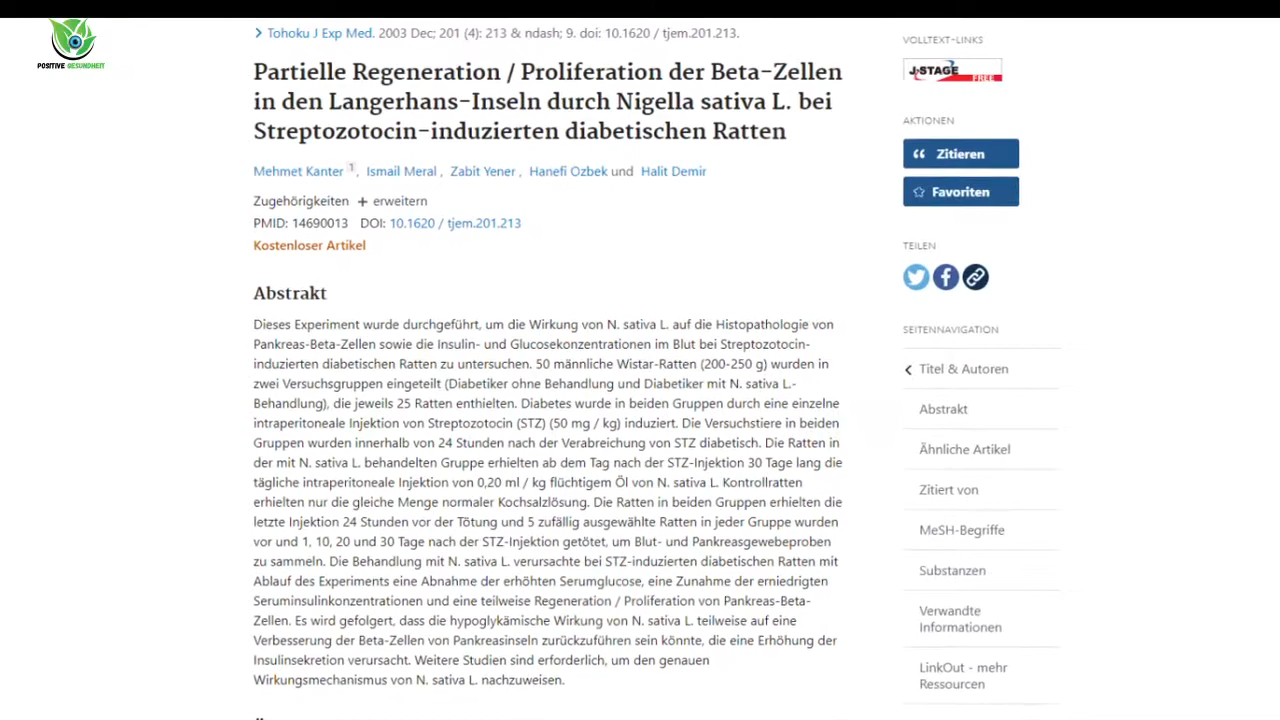 POSITIVE GESUNDHEIT
Tohoku J Exp Med. 2003 Dec; 201 (4): 213 & ndash; 9. doi: 10.1620 / tjem.201.213.
Partielle Regeneration / Proliferation der Beta-Zellen
in den Langerhans-Inseln durch Nigella sativa L. bei
Streptozotocin-induzierten diabetischen Ratten
Mehmet Kanter 1, Ismail Meral , Zabit Yener , Hanefi Ozbek und Halit Demir
Zugehörigkeiten + erweitern
PMID: 14690013 DOI: 10.1620 / tjem.201.213
Kostenloser Artikel
Abstrakt
Dieses Experiment wurde durchgeführt, um die Wirkung von N. sativa L. auf die Histopathologie von
Pankreas-Beta-Zellen sowie die Insulin- und Glucosekonzentrationen im Blut bei Streptozotocin-
induzierten diabetischen Ratten zu untersuchen. 50 männliche Wistar-Ratten (200-250 g) wurden in
zwei Versuchsgruppen eingeteilt (Diabetiker ohne Behandlung und Diabetiker mit N. sativa L.-
Behandlung), die jeweils 25 Ratten enthielten. Diabetes wurde in beiden Gruppen durch eine einzelne
intraperitoneale Injektion von Streptozotocin (STZ) (50 mg / kg) induziert. Die Versuchstiere in beiden
Gruppen wurden innerhalb von 24 Stunden nach der Verabreichung von STZ diabetisch. Die Ratten in
der mit N. sativa L. behandelten Gruppe erhielten ab dem Tag nach der STZ-Injektion 30 Tage lang die
tägliche intraperitoneale Injektion von 0,20 ml / kg flüchtigem Öl von N. sativa L. Kontrollratten
erhielten nur die gleiche Menge normaler Kochsalzlösung. Die Ratten in beiden Gruppen erhielten die
letzte Injektion 24 Stunden vor der Tötung und 5 zufällig ausgewählte Ratten in jeder Gruppe wurden
vor und 1, 10, 20 und 30 Tage nach der STZ-Injektion getötet, um Blut- und Pankreasgewebeproben
zu sammeln. Die Behandlung mit N. sativa L. verursachte bei STZ-induzierten diabetischen Ratten mit
Ablauf des Experiments eine Abnahme der erhöhten Serumglucose, eine Zunahme der erniedrigten
Seruminsulinkonzentrationen und eine teilweise Regeneration / Proliferation von Pankreas-Beta-
Zellen. Es wird gefolgert, dass die hypoglykämische Wirkung von N. sativa L. teilweise auf eine
Verbesserung der Beta-Zellen von Pankreasinseln zurückzuführen sein könnte, die eine Erhöhung der
Insulinsekretion verursacht. Weitere Studien sind erforderlich, um den genauen
Wirkungsmechanismus von N. sativa L. nachzuweisen.
VOLLTEXT-LINKS
J-STAGE FREE
AKTIONEN
Zitieren
Favoriten
TEILEN
SEITENNAVIGATION
Titel & Autoren
Abstrakt
Ähnliche Artikel
Zitiert von
MeSH-Begriffe
Substanzen
Verwandte
Informationen
LinkOut - mehr
Ressourcen